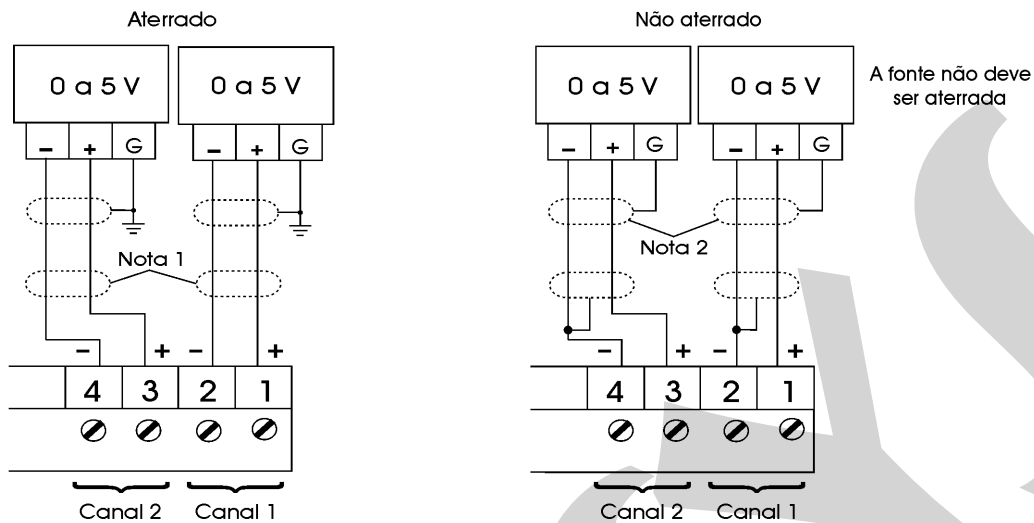 Aterrado
Não aterrado
0 a 5 V
0 a 5 V
0 a 5 V
0 a 5 V
A fonte não deve
ser aterrada
- + G
- + G
- + G
- + G
Nota 1
Nota 2
- + - +
- + - +
4 3 2 1
4 3 2 1
Canal 2 Canal 1
Canal 2 Canal 1